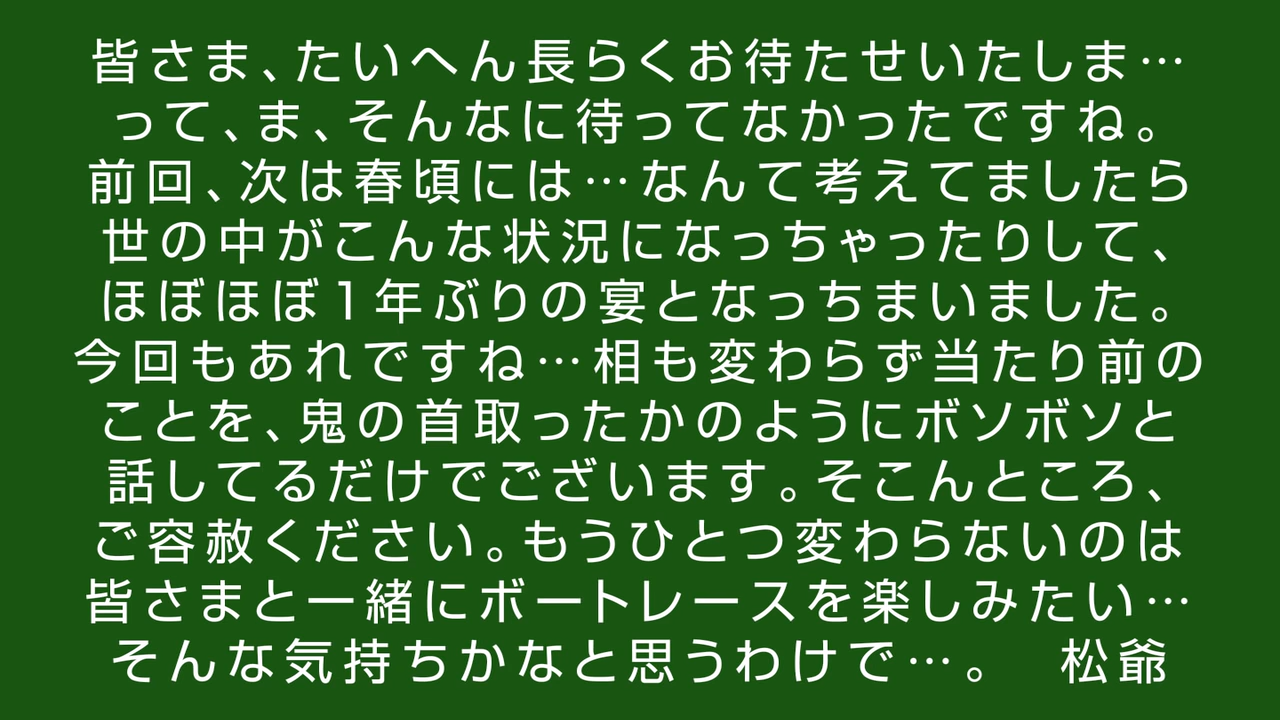 皆さま、たいへん長らくお待たせいたしま…
って、ま、そんなに待ってなかったですね。
前回、次は春頃には…なんて考えてましたら
世の中がこんな状況になっちゃったりして、
ほぼほぼ1年ぶりの宴となっちまいました。
今回もあれですね…相も変わらず当たり前の
ことを、鬼の首取ったかのようにボソボソと
話してるだけでございます。そこんところ、
ご容赦ください。もうひとつ変わらないのは
皆さまと一緒にボートレースを楽しみたい…
そんな気持ちかなと思うわけで…。　松爺